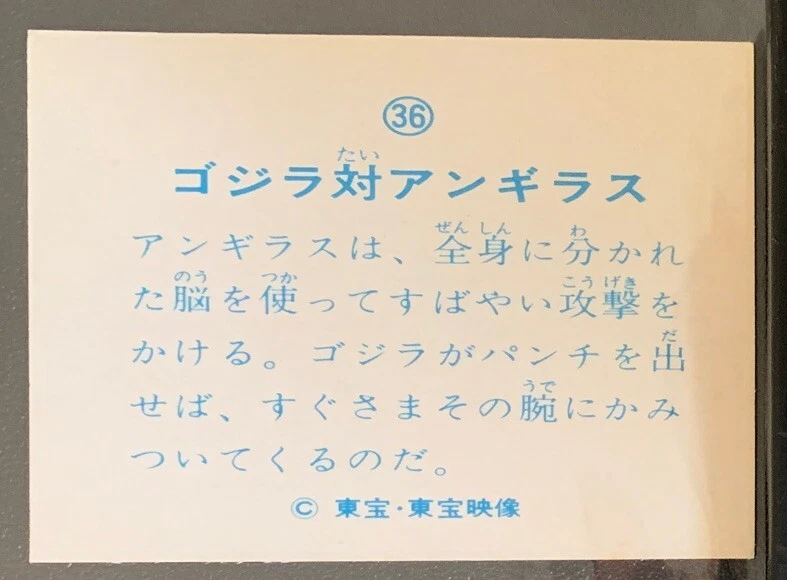 ㊱
ゴジラ対アンギラス
アンギラスは、全身に分かれ
た脳を使ってすばやい攻撃を
かける。ゴジラがパンチを出
せば、すぐさまその腕にかみ
ついてくるのだ。
© 東宝・東宝映像